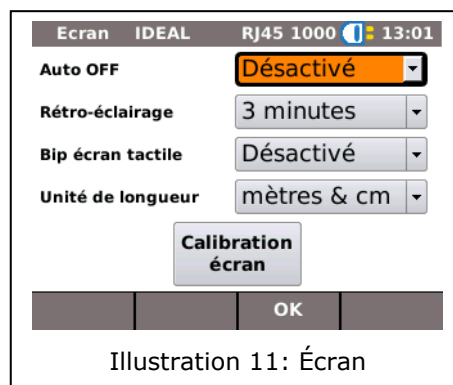 Ecran IDEAL RJ45 1000 13:01
Auto OFF Désactivé
Rétro-éclairage 3 minutes
Bip écran tactile Désactivé
Unité de longueur mètres & cm
Calibration
écran
OK
Illustration 11: Écran